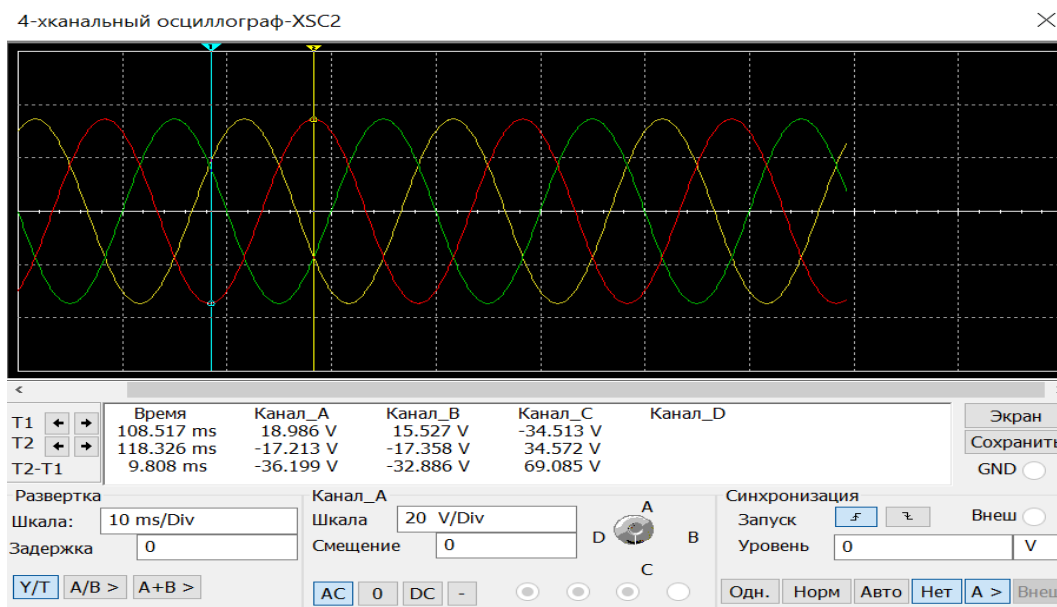 4-хканальный осциллограф-XSC2
T1
T2
T2-T1
Время Канал_A Канал_B Канал_C Канал_D
108.517 ms 18.986 V 15.527 V -34.513 V
118.326 ms -17.213 V -17.358 V 34.572 V
9.808 ms -36.199 V -32.886 V 69.085 V
Экран
Сохранить
GND
Развертка
Шкала: 10 ms/Div
Задержка 0
Y/T A/B > A+B >
Канал_A
Шкала 20 V/Div
Смещение 0
AC 0 DC -
A
B
C
D
Синхронизация
Запуск Внеш
Уровень 0 V
Одн. Норм Авто Нет A > Внеш